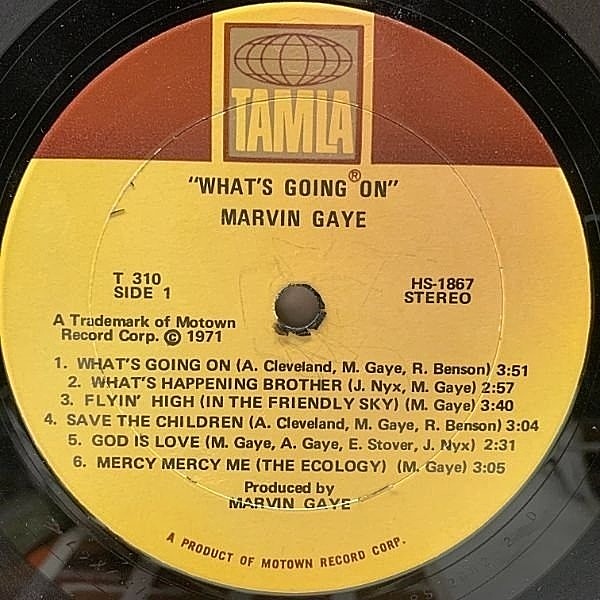 TAMLA
®
"WHAT'S GOING ON"
MARVIN GAYE
T 310
SIDE 1
HS-1867
STEREO
A Trademark of Motown
Record Corp. © 1971
1. WHAT'S GOING ON (A. Cleveland, M. Gaye, R. Benson) 3:51
2. WHAT'S HAPPENING BROTHER (J. Nyx, M. Gaye) 2:57
3. FLYIN' HIGH (IN THE FRIENDLY SKY) (M. Gaye) 3:40
4. SAVE THE CHILDREN (A. Cleveland, M. Gaye, R. Benson) 3:04
5. GOD IS LOVE (M. Gaye, A. Gaye, E. Stover, J. Nyx) 2:31
6. MERCY MERCY ME (THE ECOLOGY) (M. Gaye) 3:05
Produced by
MARVIN GAYE
A PRODUCT OF MOTOWN RECORD CORP.